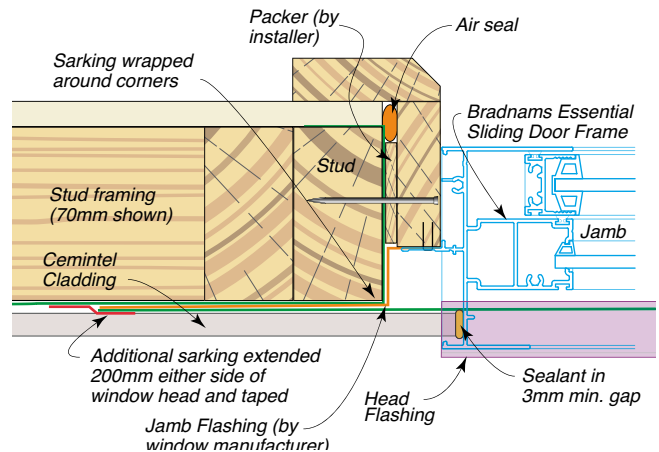 Packer (by
installer)
Air seal
Sarking wrapped
around corners
Bradnams Essential
Sliding Door Frame
Stud
Stud framing
(70mm shown)
Jamb
Cemintel
Cladding
Additional sarking extended
200mm either side of
window head and taped
Head
Flashing
Sealant in
3mm min. gap
Jamb Flashing (by
window manufacturer)